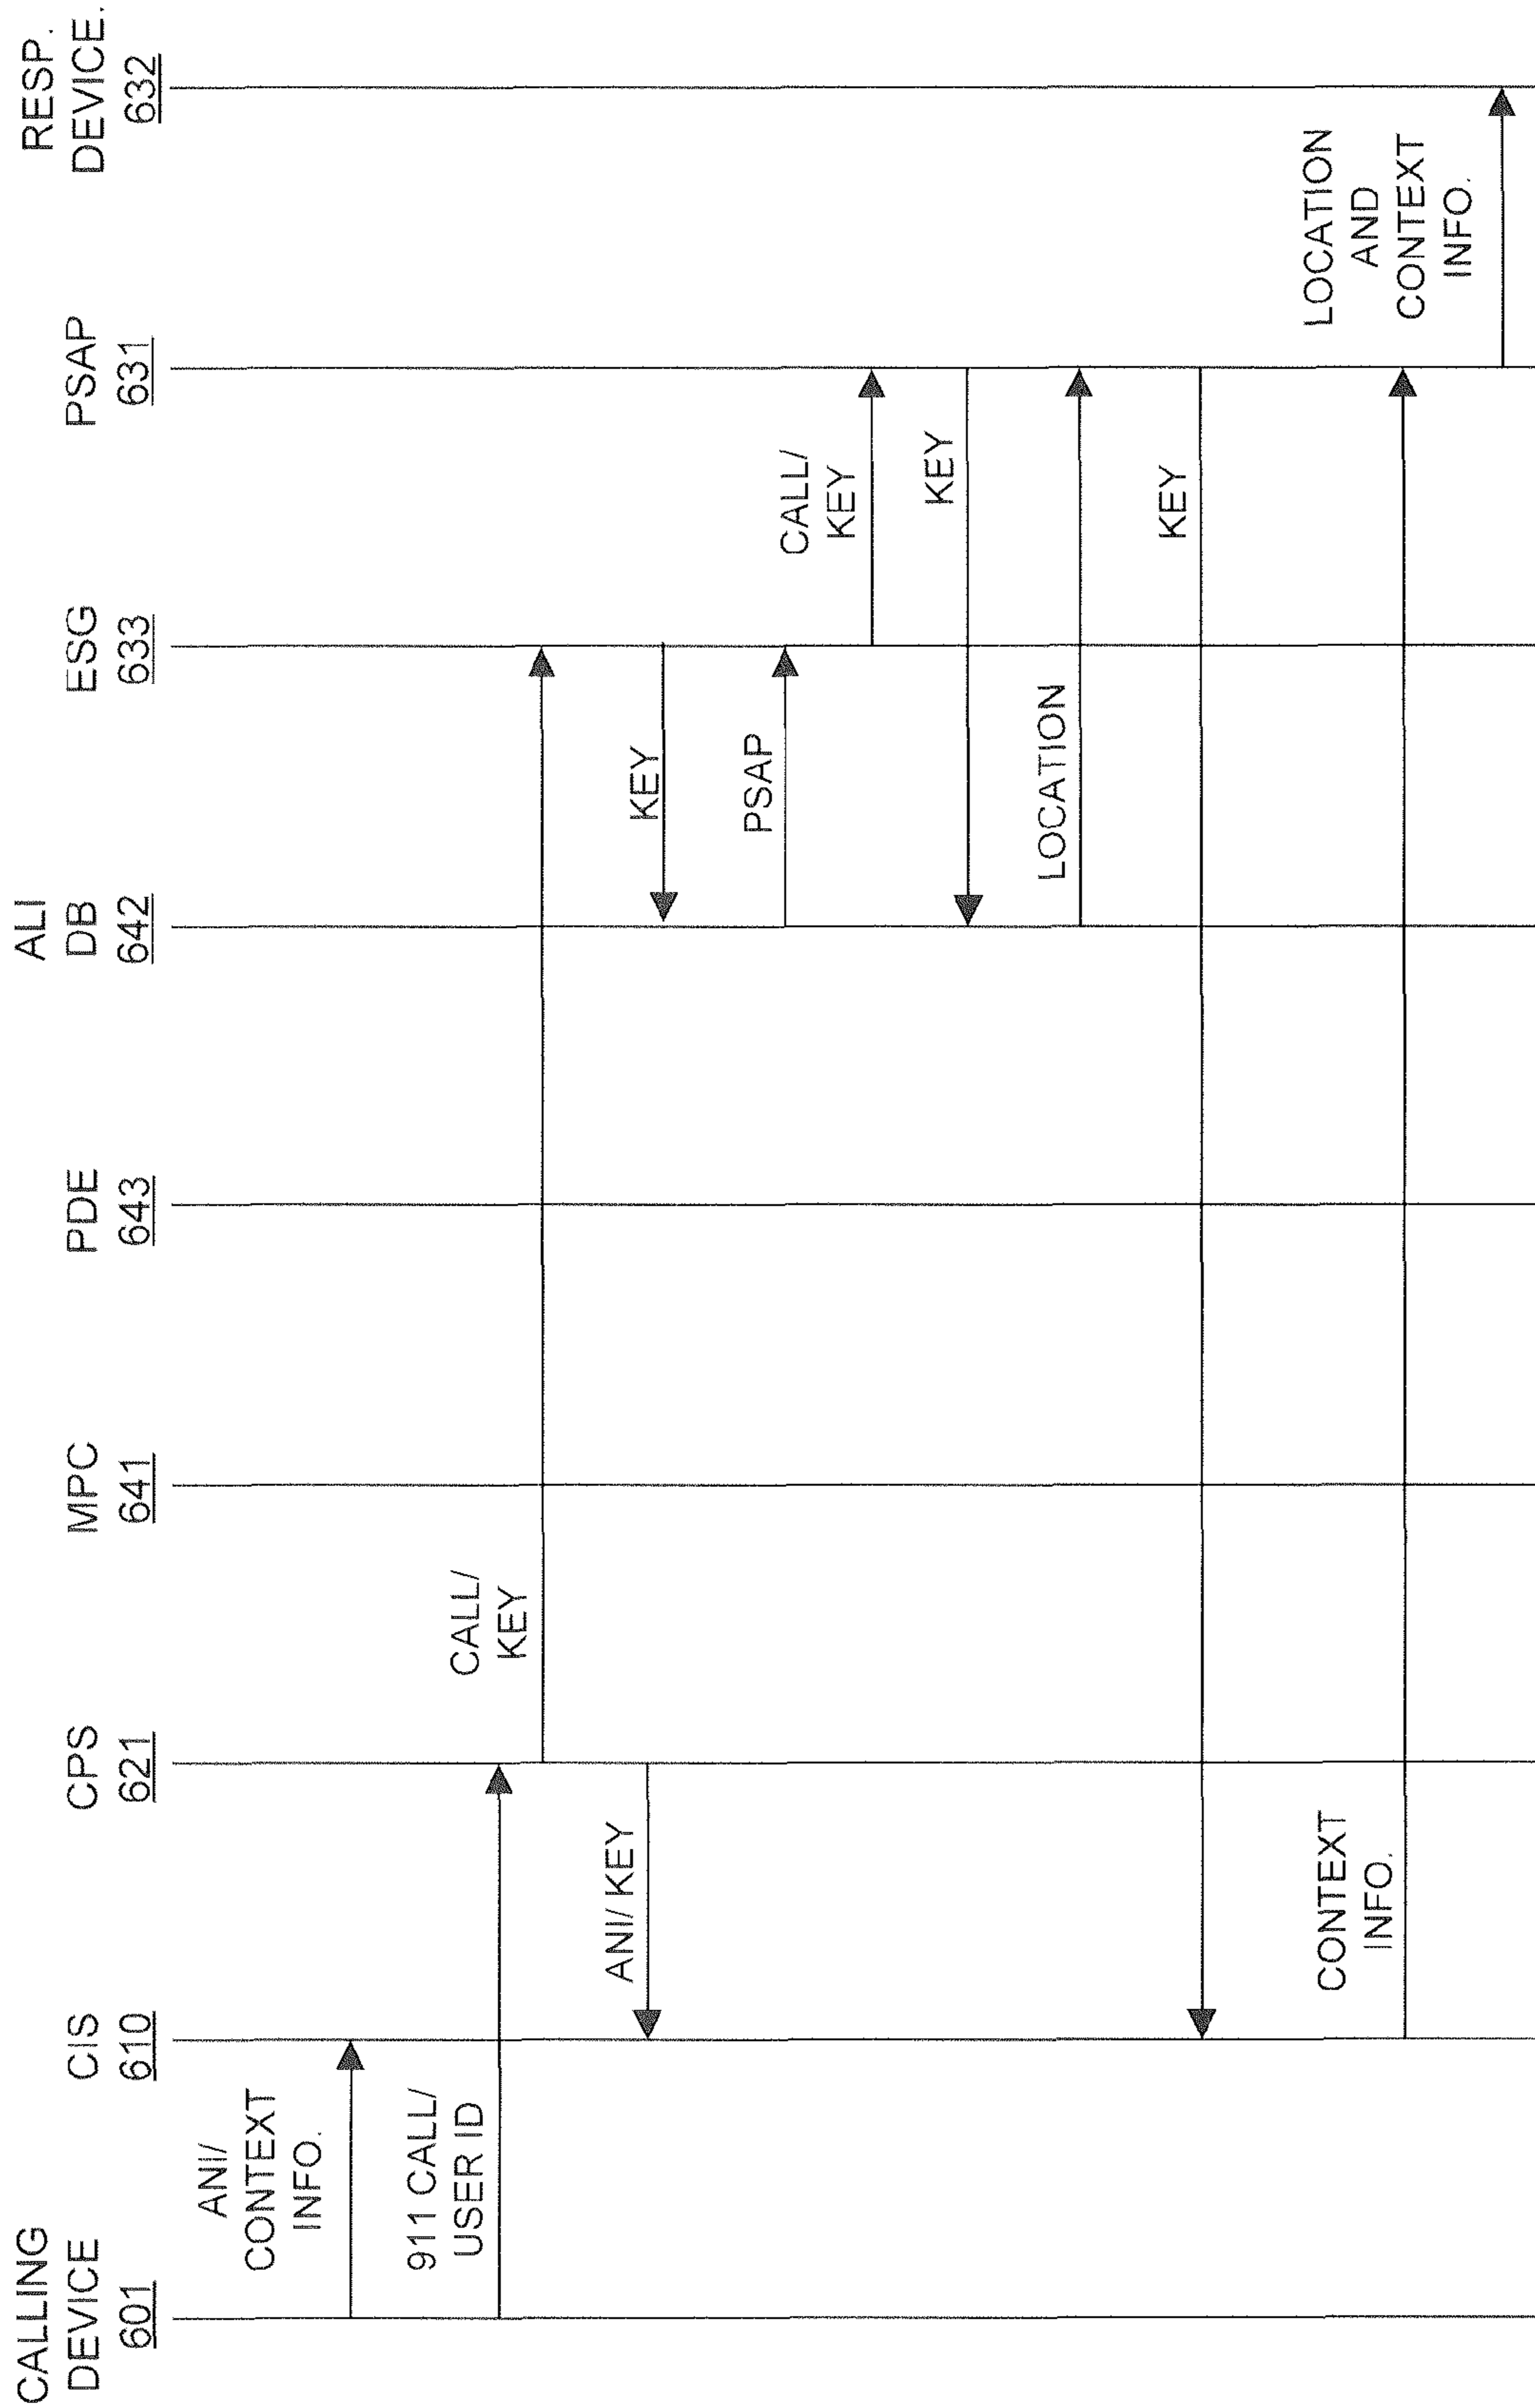 CALLING
DEVICE
601
CIS
610
CPS
621
MPC
641
PDE
643
ALI
DB
642
ESG
633
PSAP
631
RESP.
DEVICE.
632
ANI/
CONTEXT
INFO.
911 CALL/
USER ID
CALL/
KEY
ANI/ KEY
KEY
PSAP
CALL/
KEY
KEY
LOCATION
KEY
CONTEXT
INFO.
LOCATION
AND
CONTEXT
INFO.